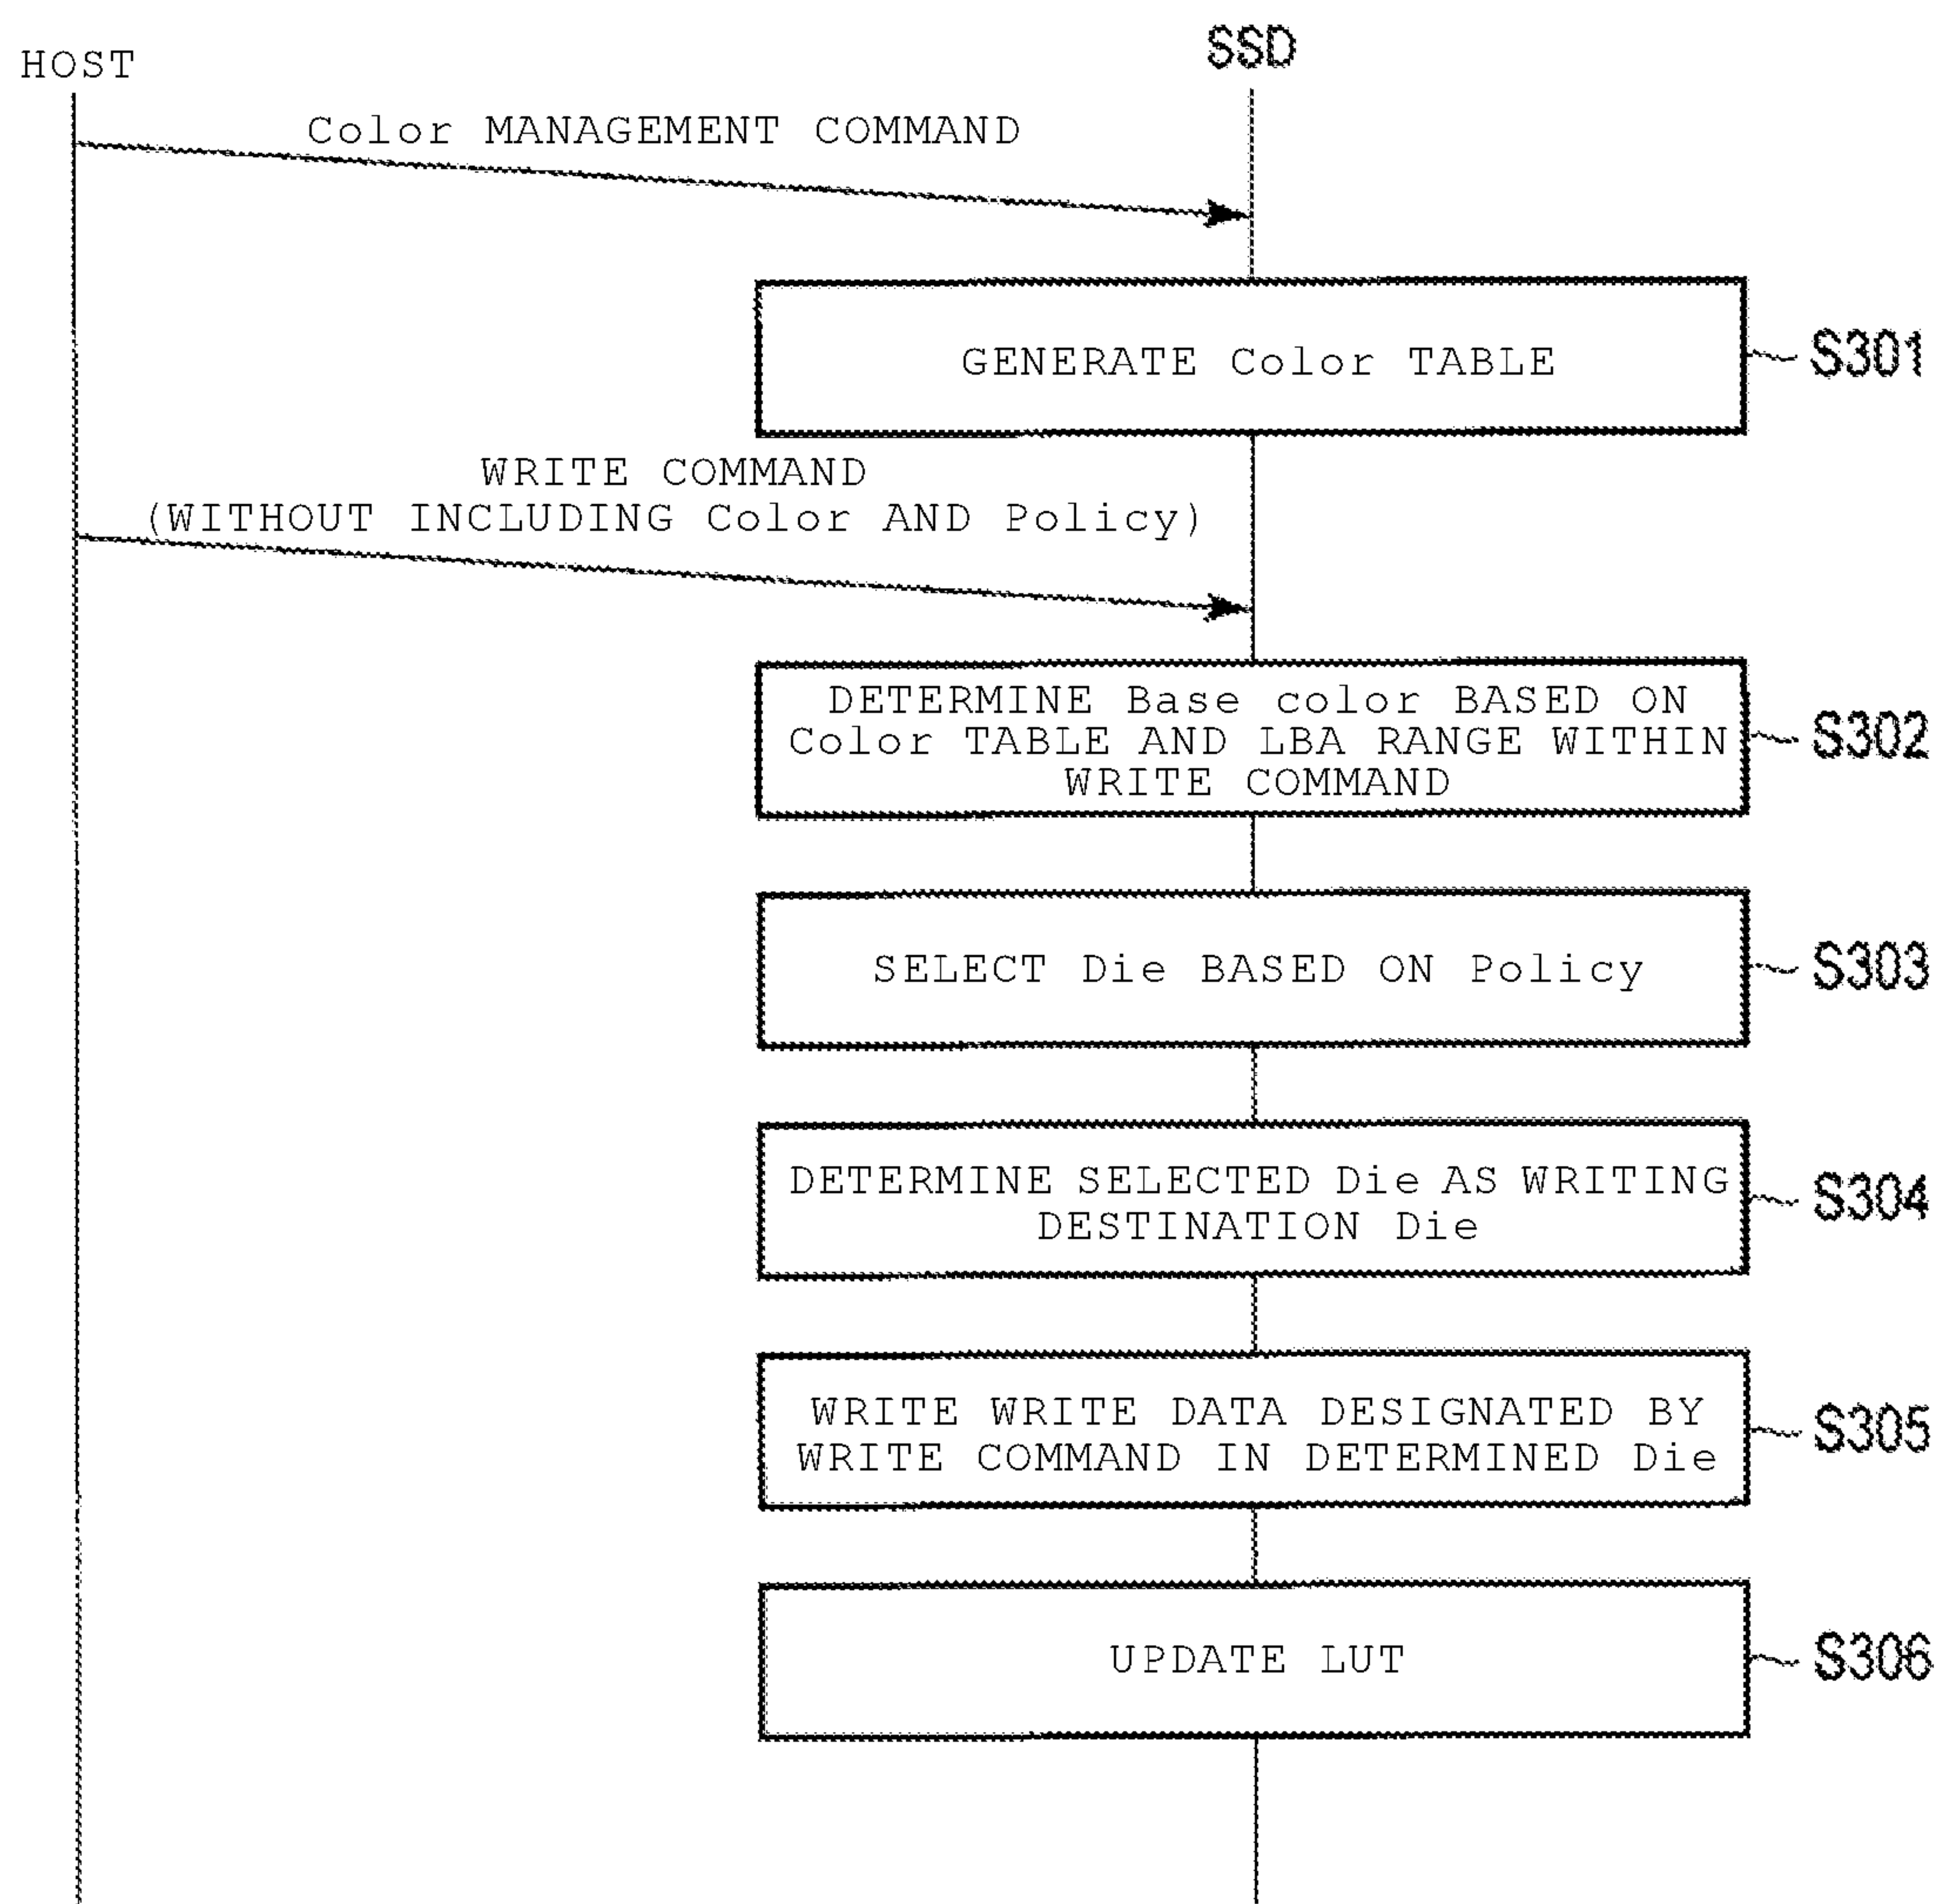 HOST
SSD
Color MANAGEMENT COMMAND
GENERATE Color TABLE
S301
WRITE COMMAND
(WITHOUT INCLUDING Color AND Policy)
DETERMINE Base color BASED ON
Color TABLE AND LBA RANGE WITHIN
WRITE COMMAND
S302
SELECT Die BASED ON Policy
S303
DETERMINE SELECTED Die AS WRITING
DESTINATION Die
S304
WRITE WRITE DATA DESIGNATED BY
WRITE COMMAND IN DETERMINED Die
S305
UPDATE LUT
S306